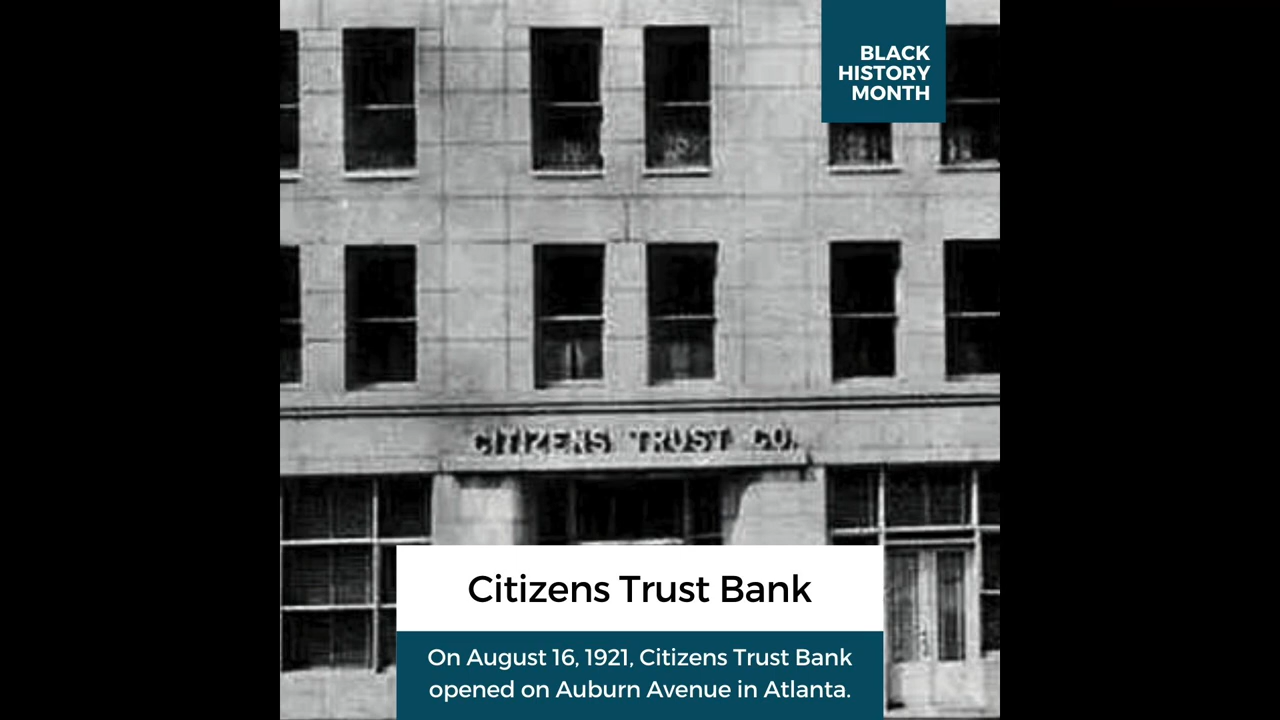 BLACK
HISTORY
MONTH
CITIZENS TRUST CO.
Citizens Trust Bank
On August 16, 1921, Citizens Trust Bank
opened on Auburn Avenue in Atlanta.